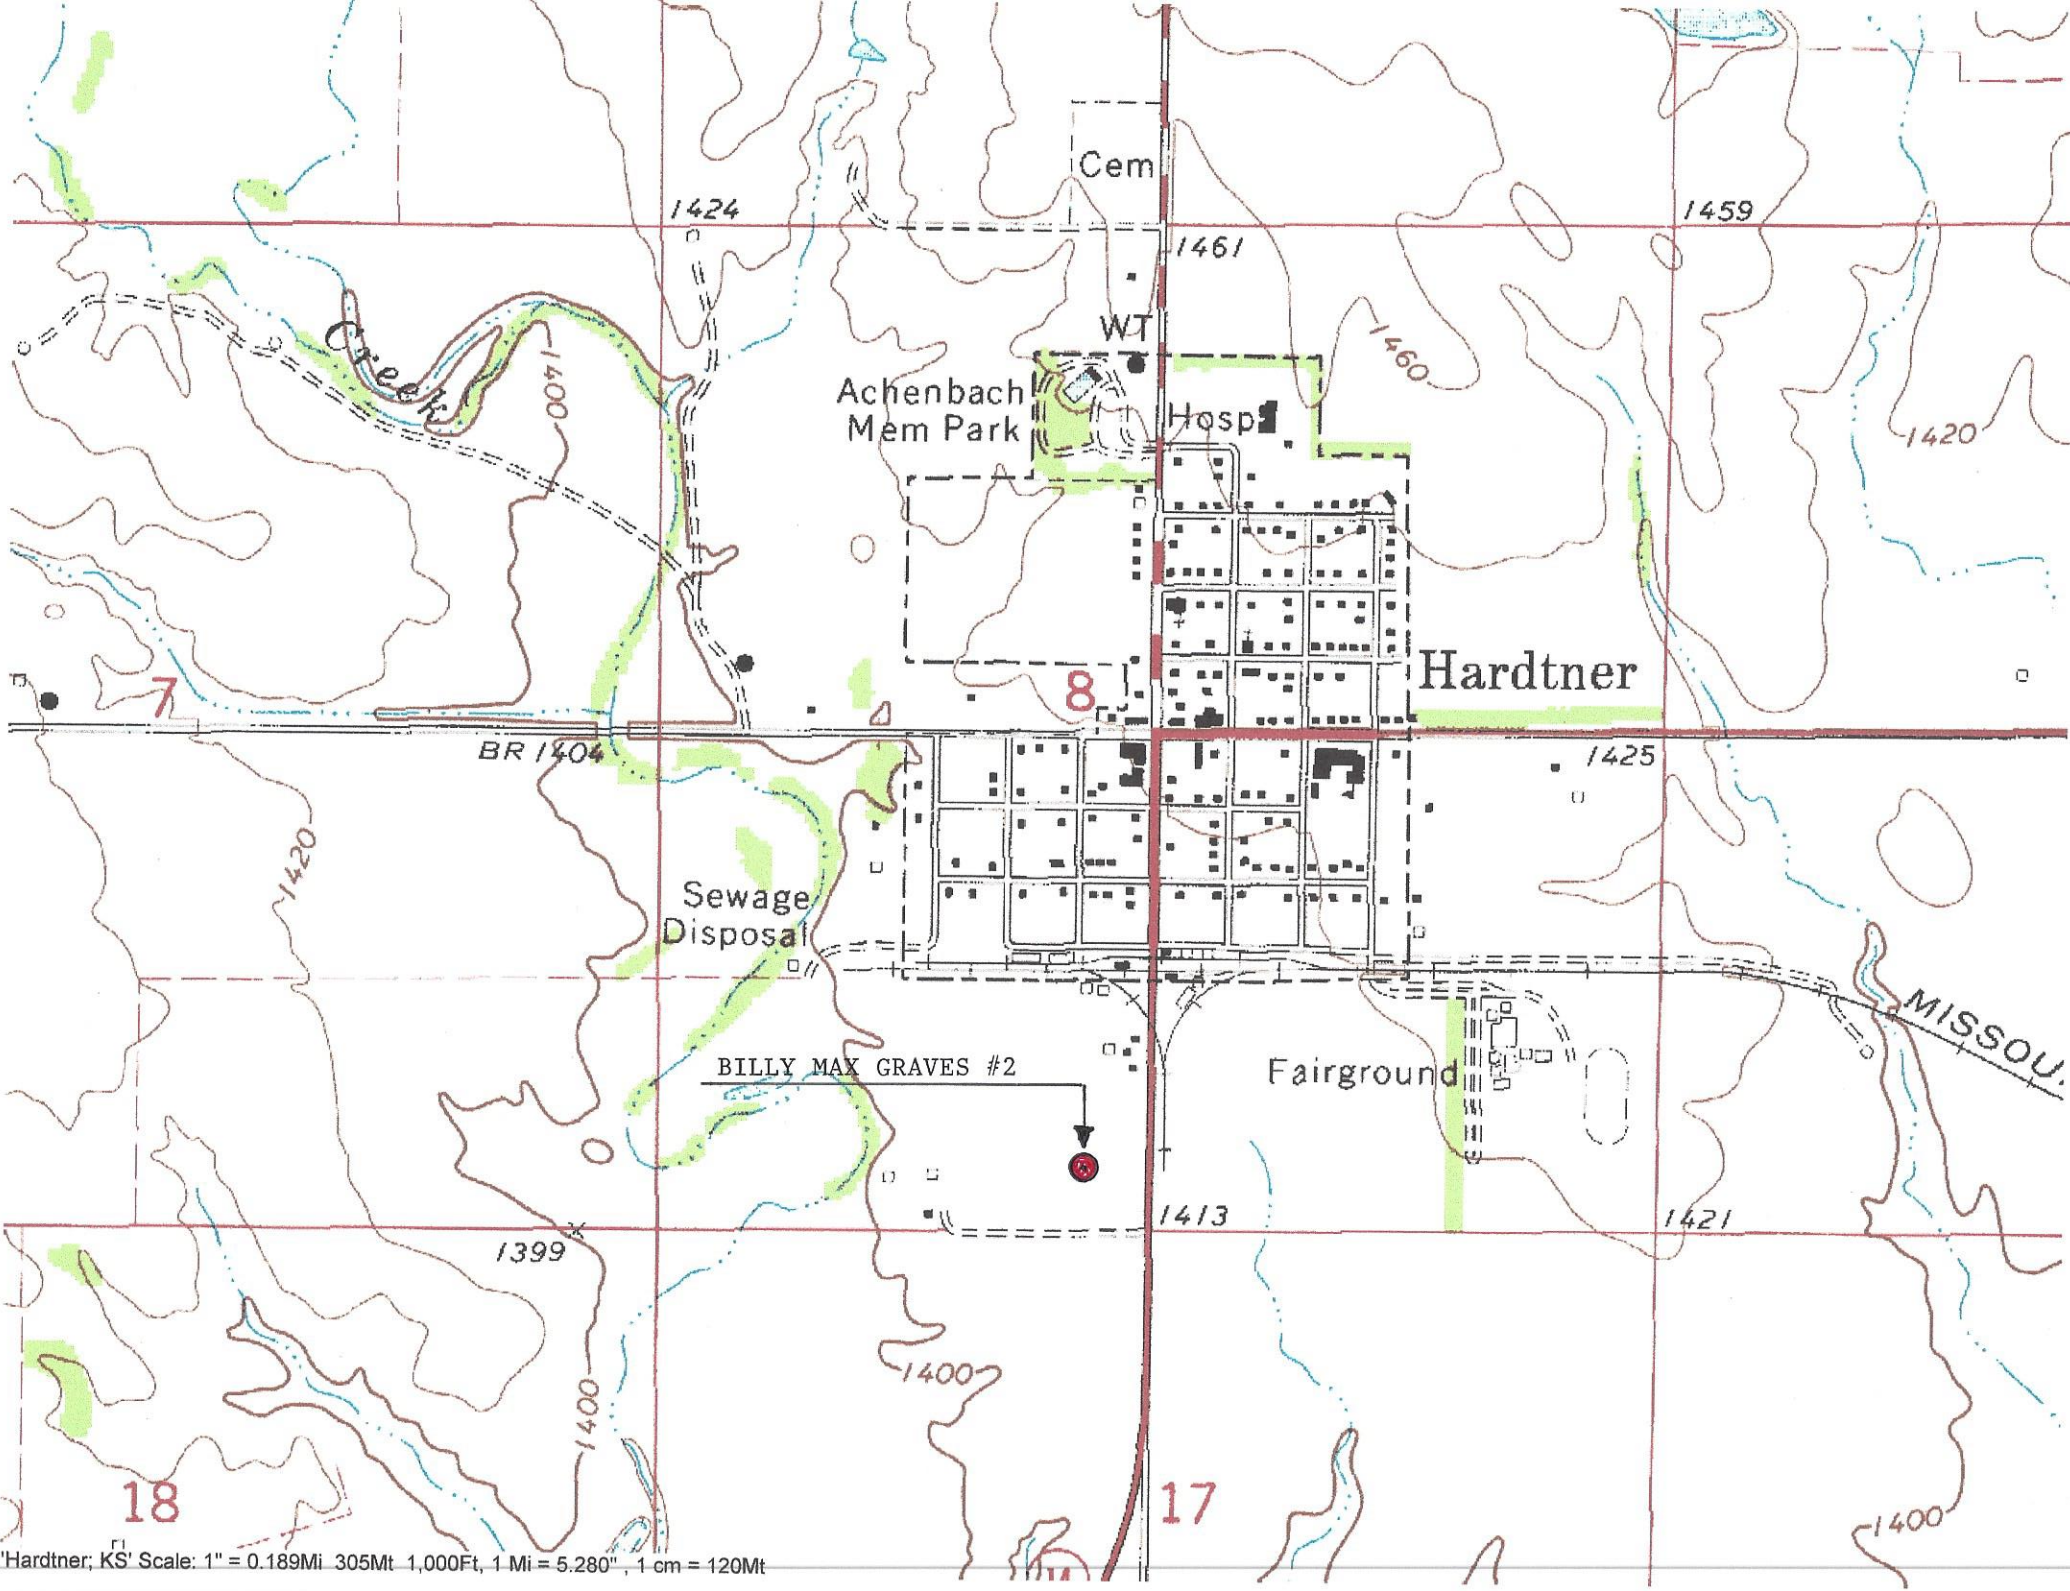 Cem
1424
1459
1461
WT
Creek
1400
1460
Achenbach
Mem Park
Hosp
1420
Hardtner
7
8
BR 1404
1425
1420
Sewage
Disposal
MISSOU
BILLY MAX GRAVES #2
Fairground
1413
1421
1399
1400
1400
18
17
1400
'Hardtner; KS' Scale: 1" = 0.189Mi 305Mt 1,000Ft, 1 Mi = 5.280", 1 cm = 120Mt